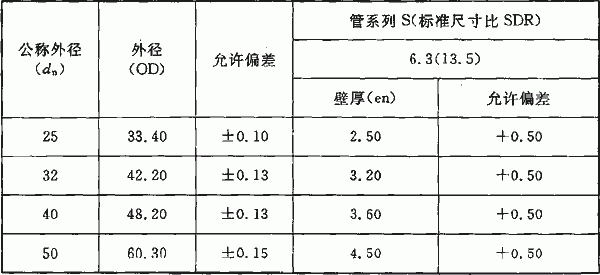 公称外径 外径 允许偏差 管系列 S(标准尺寸比 SDR)
(dn) (OD) 6.3(13.5)
壁厚(en) 允许偏差
25 33.40 ±0.10 2.50 +0.50
32 42.20 ±0.13 3.20 +0.50
40 48.20 ±0.13 3.60 +0.50
50 60.30 ±0.15 4.50 +0.50